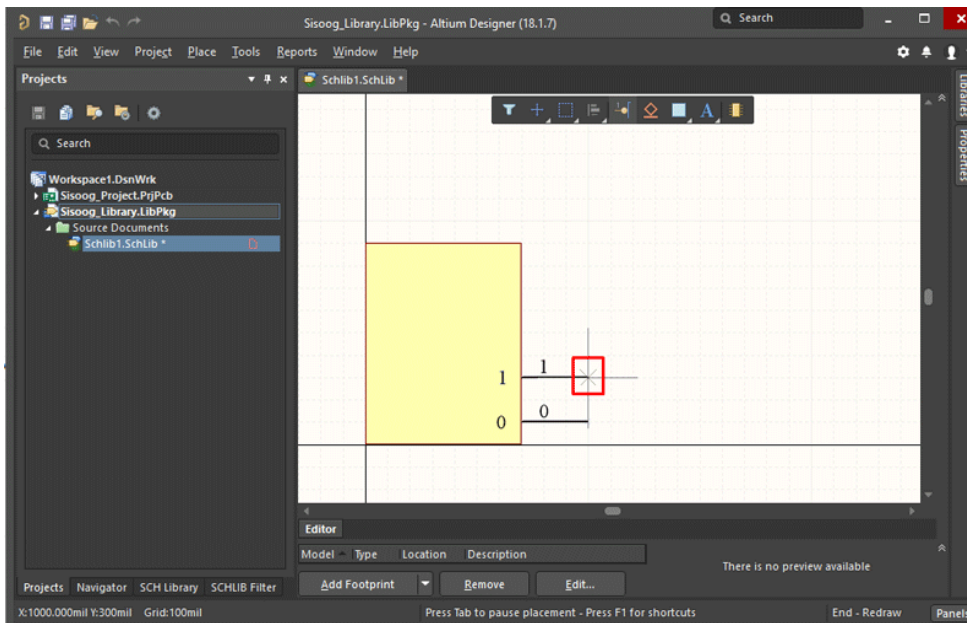 Sisoog_Library.LibPkg - Altium Designer (18.1.7)
Search
File Edit View Project Place Tools Reports Window Help
Projects
Schlib1.SchLib *
Search
Workspace1.DsnWrk
Sisoog_Project.PrjPcb
Sisoog_Library.LibPkg
Source Documents
Schlib1.SchLib *
A
1 1
0 0
Libraries
Properties
Editor
Model Type Location Description
There is no preview available
Add Footprint Remove Edit...
Projects Navigator SCH Library SCHLIB Filter
X:1000.000mil Y:300mil Grid:100mil Press Tab to pause placement - Press F1 for shortcuts End - Redraw Panels